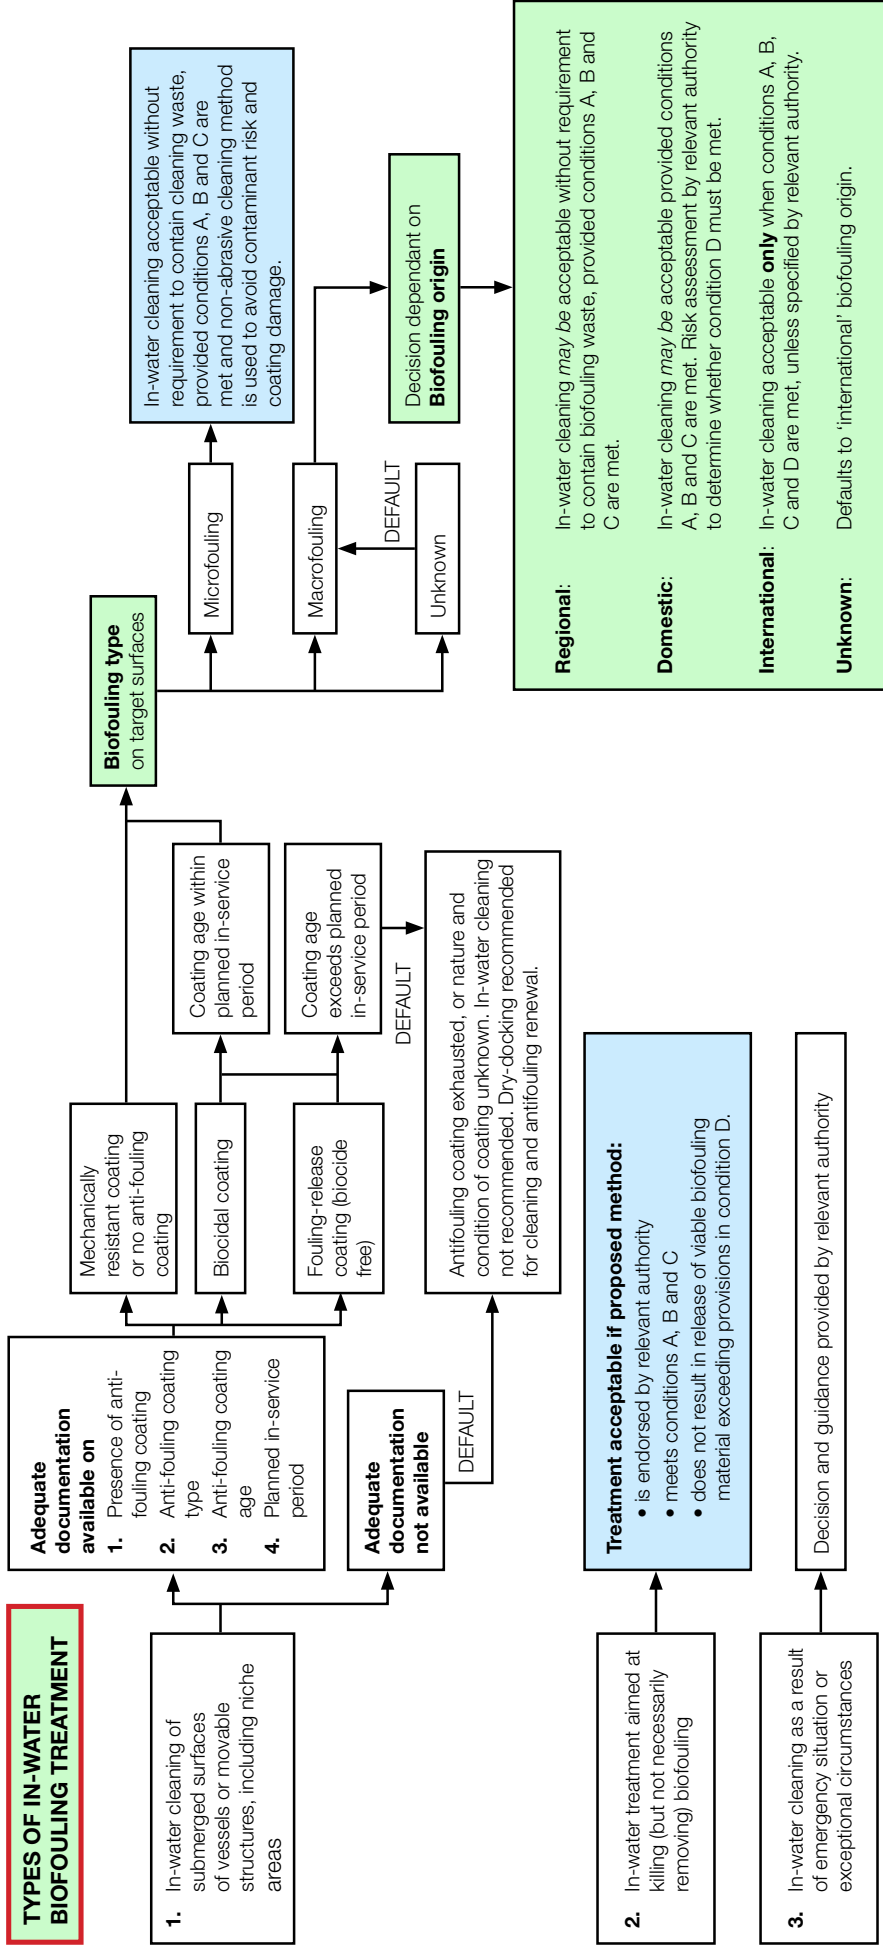 TYPES OF IN-WATER
BIOFOULING TREATMENT
1. In-water cleaning of
submerged surfaces
of vessels or movable
structures, including niche
areas
Adequate
documentation
available on
1. Presence of anti-
fouling coating
2. Anti-fouling coating
type
3. Anti-fouling coating
age
4. Planned in-service
period
Adequate
documentation
not available
DEFAULT
Mechanically
resistant coating
or no anti-fouling
coating
Biocidal coating
Fouling-release
coating (biocide
free)
Coating age within
planned in-service
period
Coating age
exceeds planned
in-service period
DEFAULT
Antifouling coating exhausted, or nature and
condition of coating unknown. In-water cleaning
not recommended. Dry-docking recommended
for cleaning and antifouling renewal.
Biofouling type
on target surfaces
Microfouling
Macrofouling
DEFAULT
Unknown
In-water cleaning acceptable without
requirement to contain cleaning waste,
provided conditions A, B and C are
met and non-abrasive cleaning method
is used to avoid contaminant risk and
coating damage.
Decision dependant on
Biofouling origin
Regional: In-water cleaning may be acceptable without requirement
to contain biofouling waste, provided conditions A, B and
C are met.
Domestic: In-water cleaning may be acceptable provided conditions
A, B and C are met. Risk assessment by relevant authority
to determine whether condition D must be met.
International: In-water cleaning acceptable only when conditions A, B,
C and D are met, unless specified by relevant authority.
Unknown: Defaults to ‘international’ biofouling origin.
2. In-water treatment aimed at
killing (but not necessarily
removing) biofouling
Treatment acceptable if proposed method:
• is endorsed by relevant authority
• meets conditions A, B and C
• does not result in release of viable biofouling
material exceeding provisions in condition D.
3. In-water cleaning as a result
of emergency situation or
exceptional circumstances
Decision and guidance provided by relevant authority